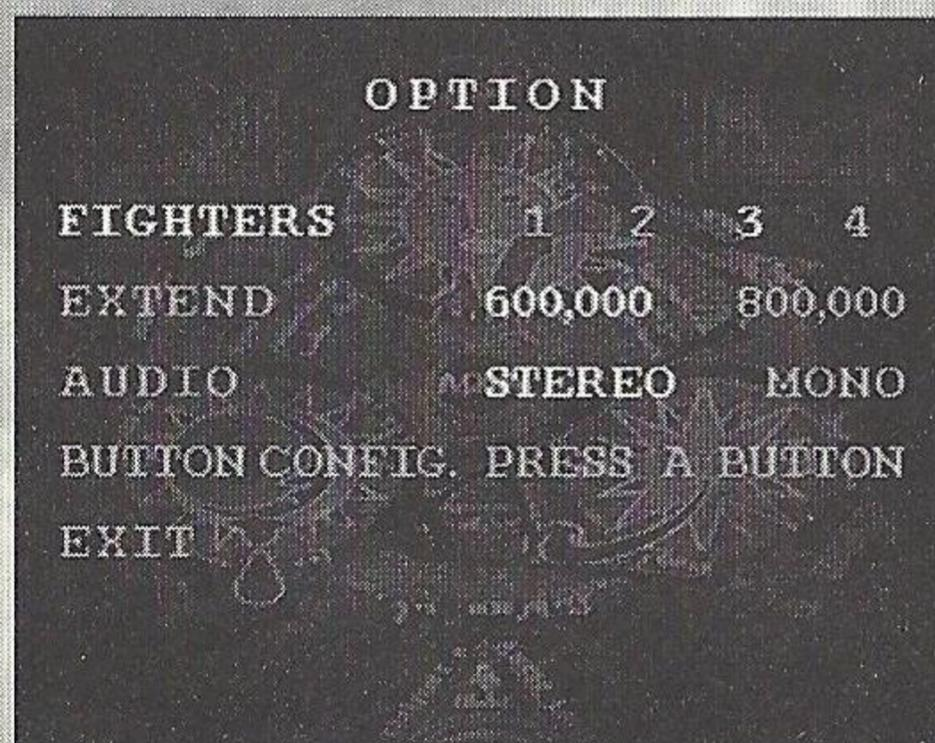 OPTION
FIGHTERS 1 2 3 4
EXTEND 600,000 800,000
AUDIO STEREO MONO
BUTTON CONFIG. PRESS A BUTTON
EXIT